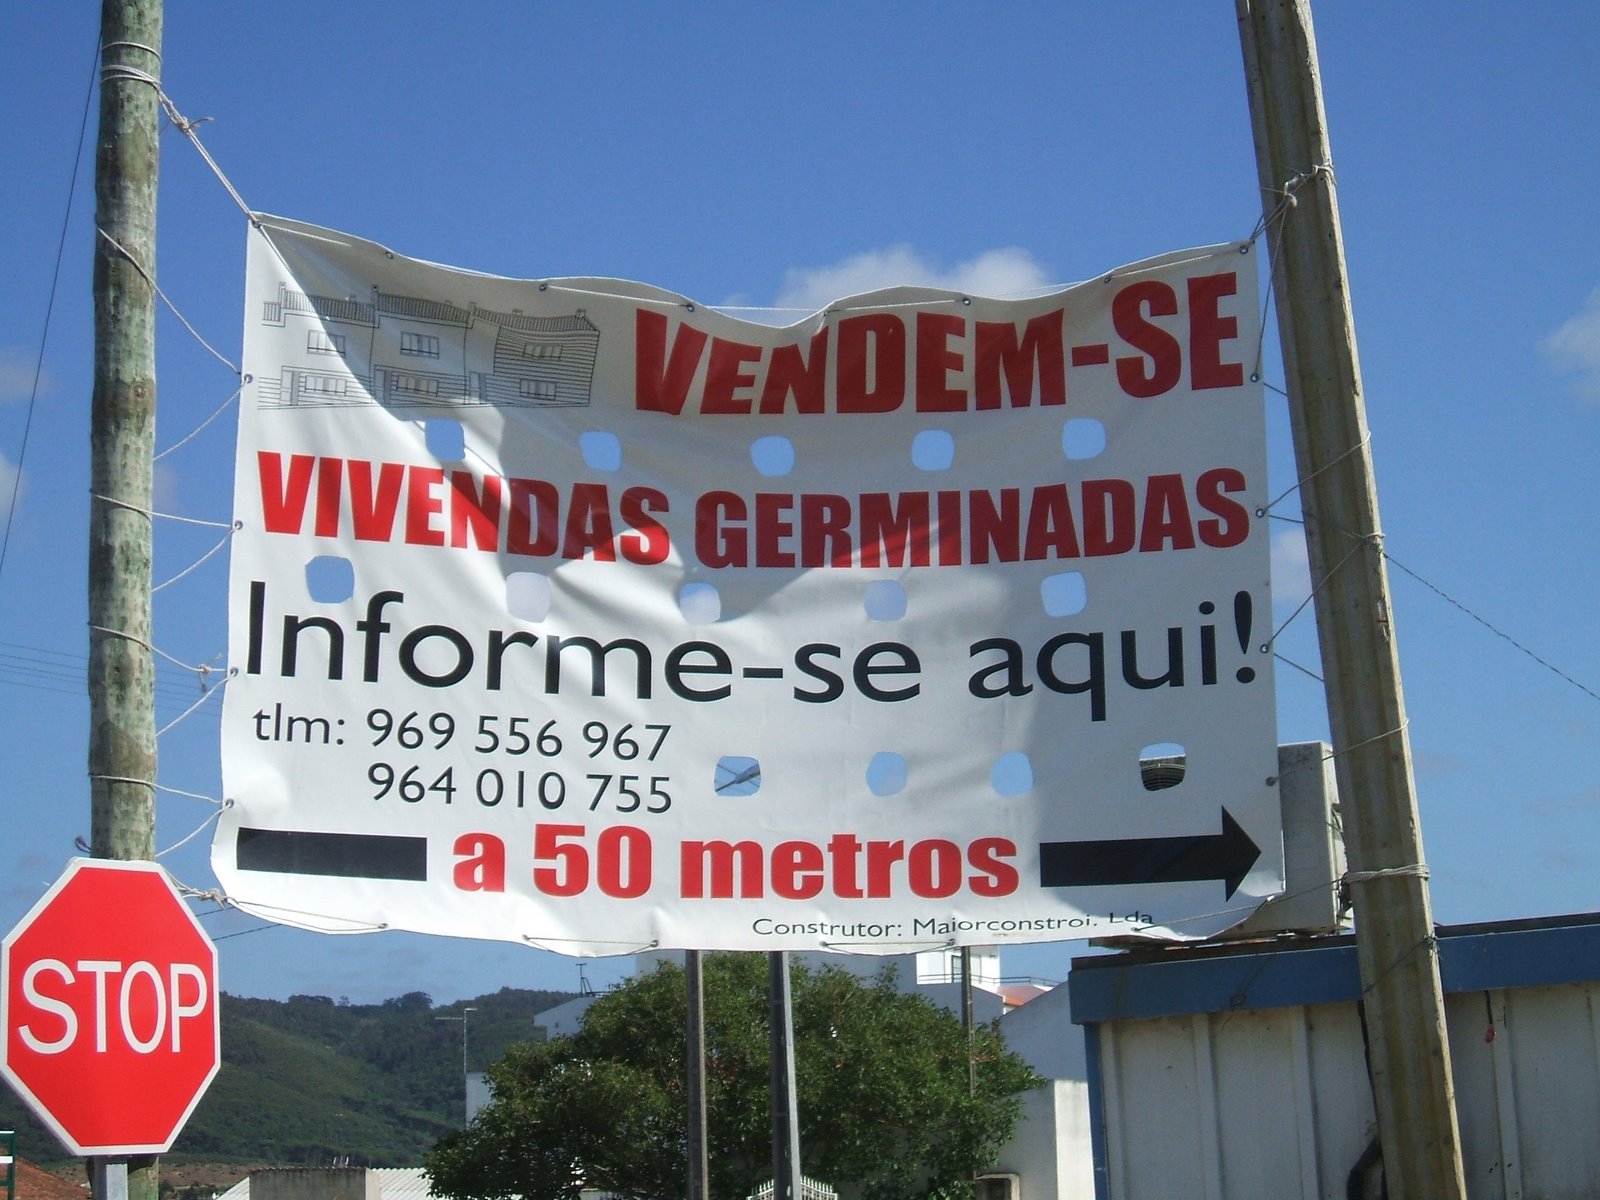 VENDEM-SE
VIVENDAS GERMINADAS
Informe-se aqui!
tlm: 969 556 967
964 010 755
a 50 metros
Construtor: Maiorconstroi, Lda
STOP